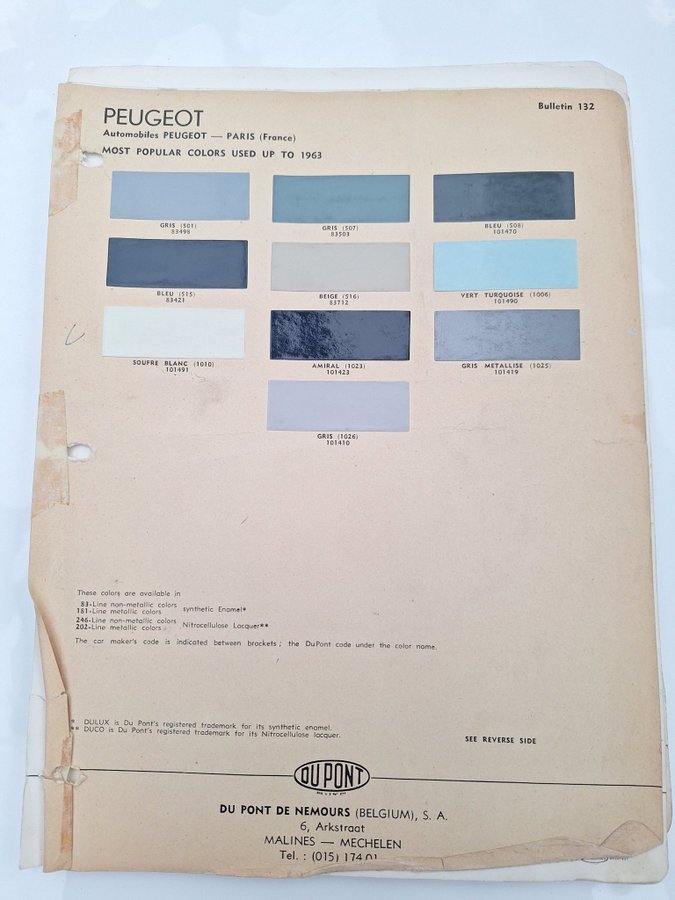 PEUGEOT
Bulletin 132
Automobiles PEUGEOT — PARIS (France)
MOST POPULAR COLORS USED UP TO 1963
GRIS (501)
83498
GRIS (507)
83503
BLEU (508)
101470
BLEU (515)
83421
BEIGE (516)
83712
VERT TURQUOISE (1006)
101490
SOUFRE BLANC (1010)
101491
AMIRAL (1023)
101423
GRIS METALLISE (1025)
101419
GRIS (1026)
101410
These colors are available in
83-Line non-metallic colors
181-Line metallic colors
synthetic Enamel*
246-Line non-metallic colors
202-Line metallic colors
Nitrocellulose Lacquer**
The car maker's code is indicated between brackets; the DuPont code under the color name.
* DULUX is Du Pont's registered trademark for its synthetic enamel.
** DUCO is Du Pont's registered trademark for its Nitrocellulose lacquer.
SEE REVERSE SIDE
DU PONT
DU PONT DE NEMOURS (BELGIUM), S. A.
6, Arkstraat
MALINES — MECHELEN
Tel. : (015) 174.01